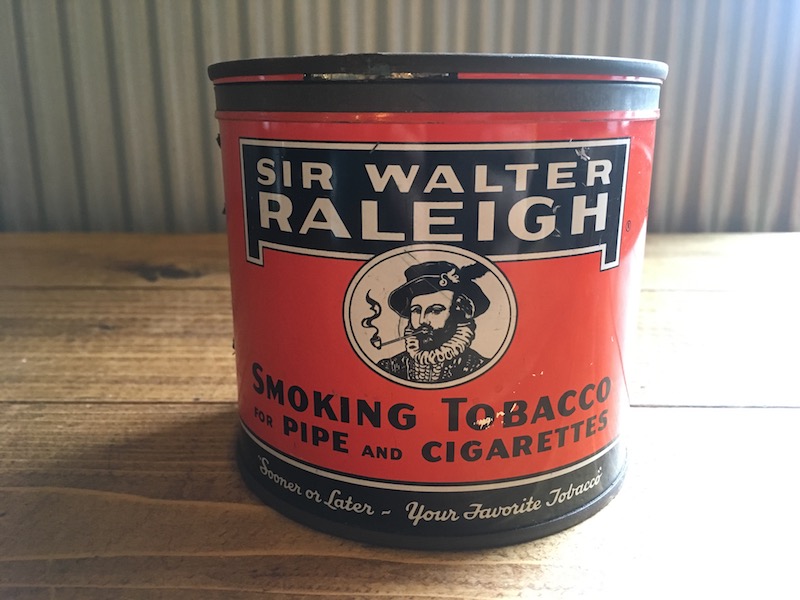 SIR WALTER
RALEIGH
SMOKING TOBACCO
FOR PIPE AND CIGARETTES
"Sooner or Later ~ Your Favorite Tobacco"